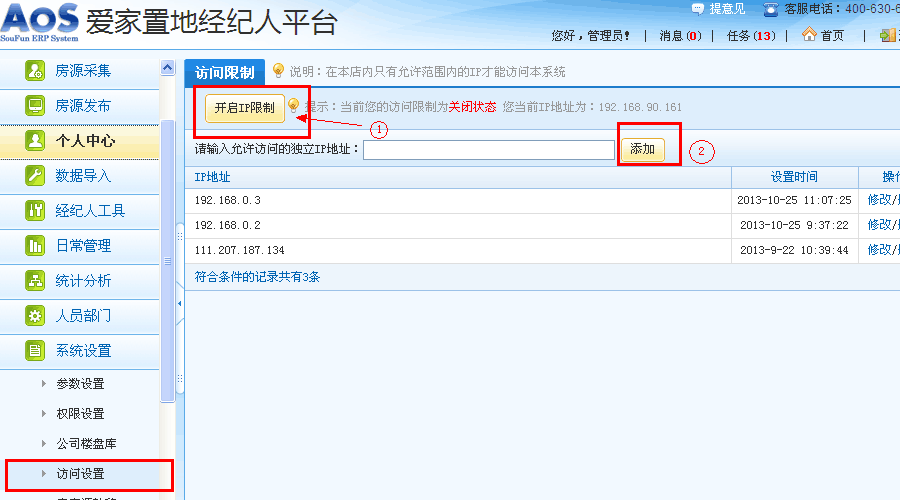 AOS
SouFun ERP System
爱家置地经纪人平台
提意见 客服电话：400-630-6
您好，管理员！ | 消息(0) | 任务(13) | 首页 |
房源采集
房源发布
个人中心
数据导入
经纪人工具
日常管理
统计分析
人员部门
系统设置
参数设置
权限设置
公司楼盘库
访问设置
访问限制 说明：在本店内只有允许范围内的IP才能访问本系统
开启IP限制 提示：当前您的访问限制为关闭状态 您当前IP地址为：192.168.90.161
①
请输入允许访问的独立IP地址： 添加 ②
IP地址 设置时间 操作
192.168.0.3 2013-10-25 11:07:25 修改/
192.168.0.2 2013-10-25 9:37:22 修改/
111.207.187.134 2013-9-22 10:39:44 修改/
符合条件的记录共有3条